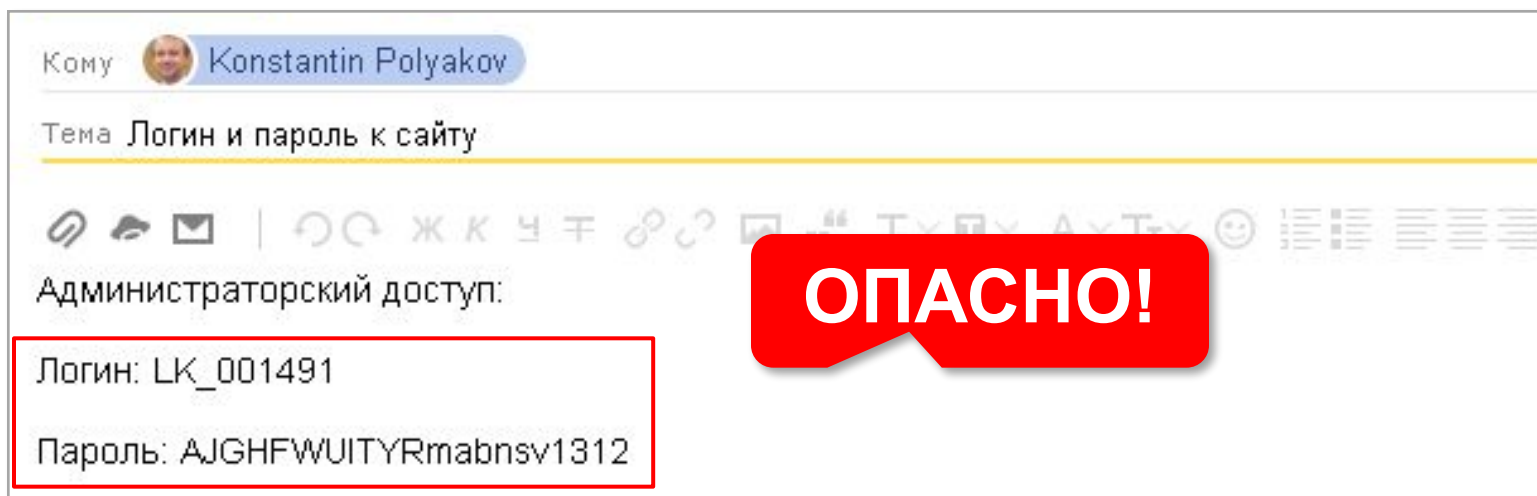 Кому Konstantin Polyakov
Тема Логин и пароль к сайту
Ж К Ч Т
Администраторский доступ:
ОПАСНО!
Логин: LK_001491
Пароль: AJGHFWUITYRmabnsv1312